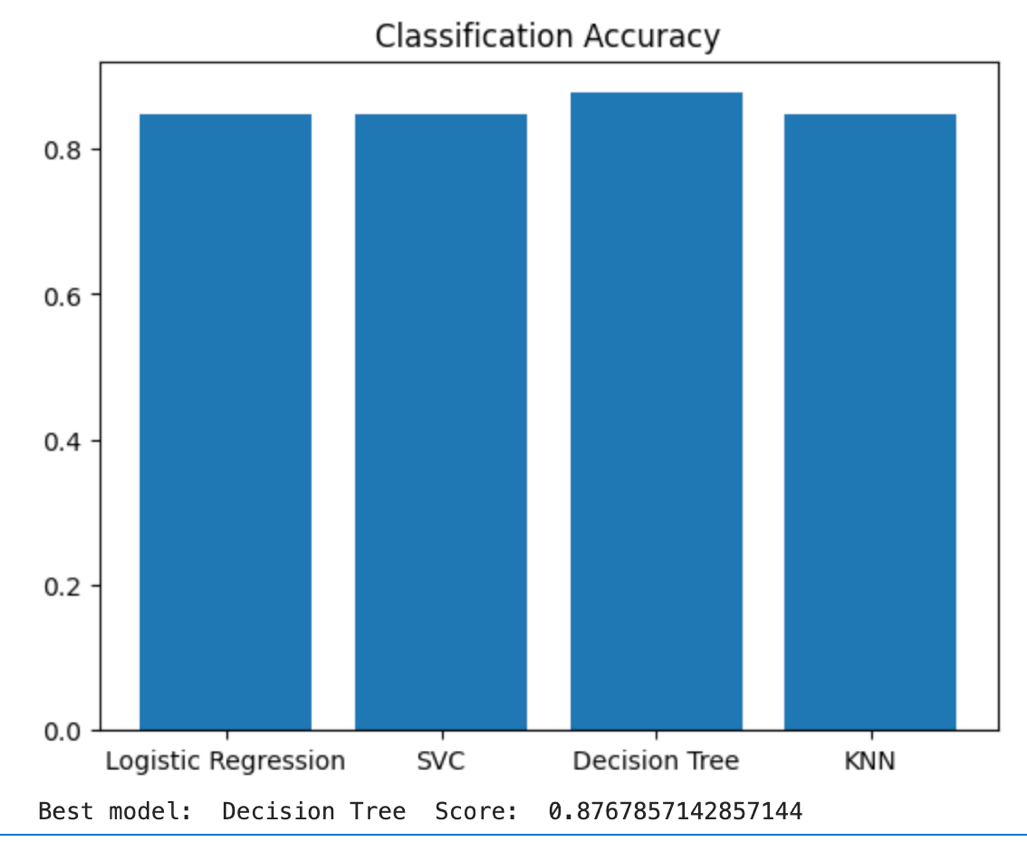 Classification Accuracy
0.8
0.6
0.4
0.2
0.0
Logistic Regression SVC Decision Tree KNN
Best model:  Decision Tree  Score:  0.8767857142857144